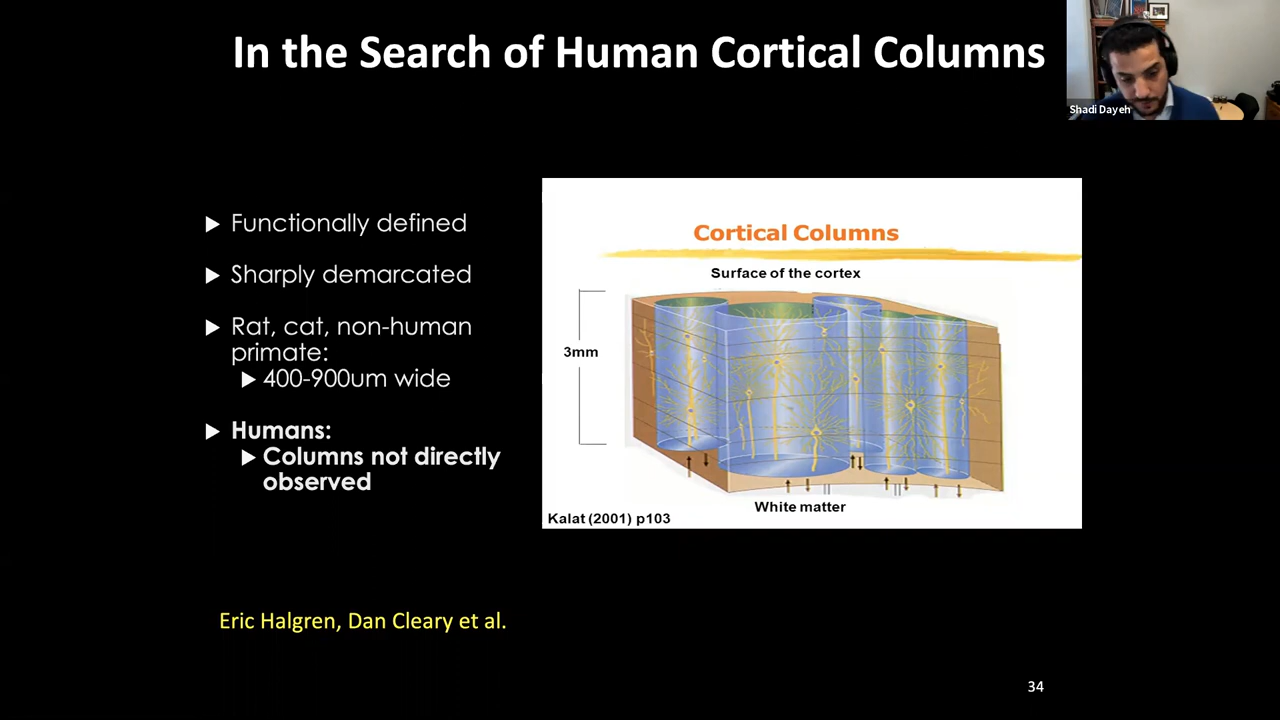 In the Search of Human Cortical Columns
Shadi Dayeh
Functionally defined
Sharply demarcated
Rat, cat, non-human
primate:
400-900um wide
Humans:
Columns not directly
observed
Cortical Columns
Surface of the cortex
3mm
White matter
Kalat (2001) p103
Eric Halgren, Dan Cleary et al.
34